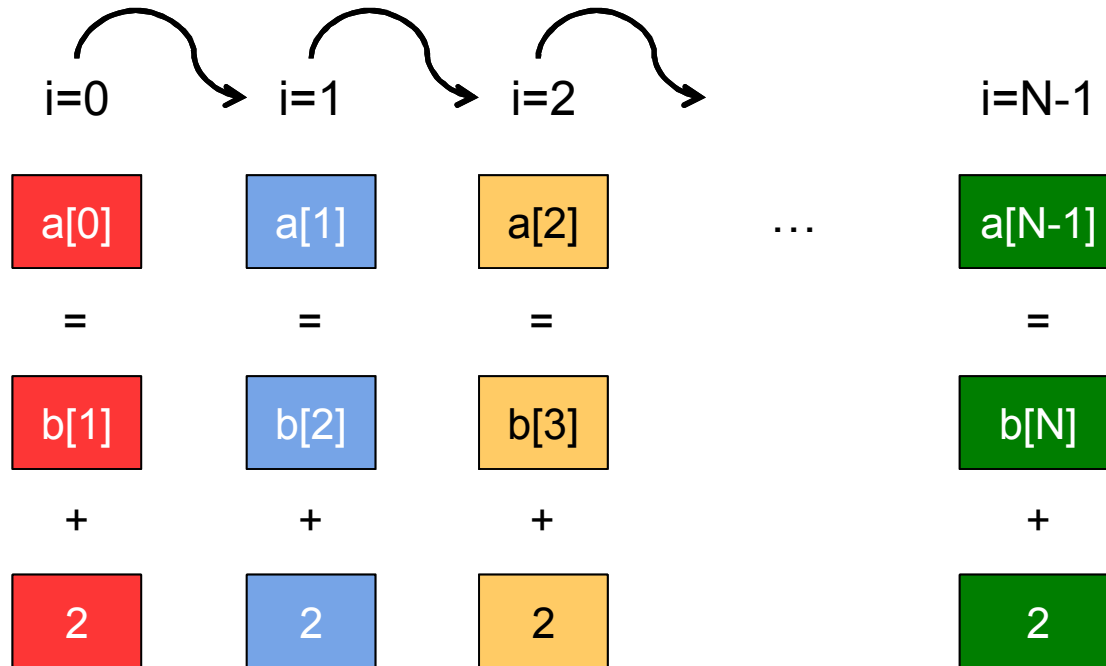 i=0 i=1 i=2 i=N-1
a[0] a[1] a[2] … a[N-1]
= = = =
b[1] b[2] b[3] b[N]
+ + + +
2 2 2 2